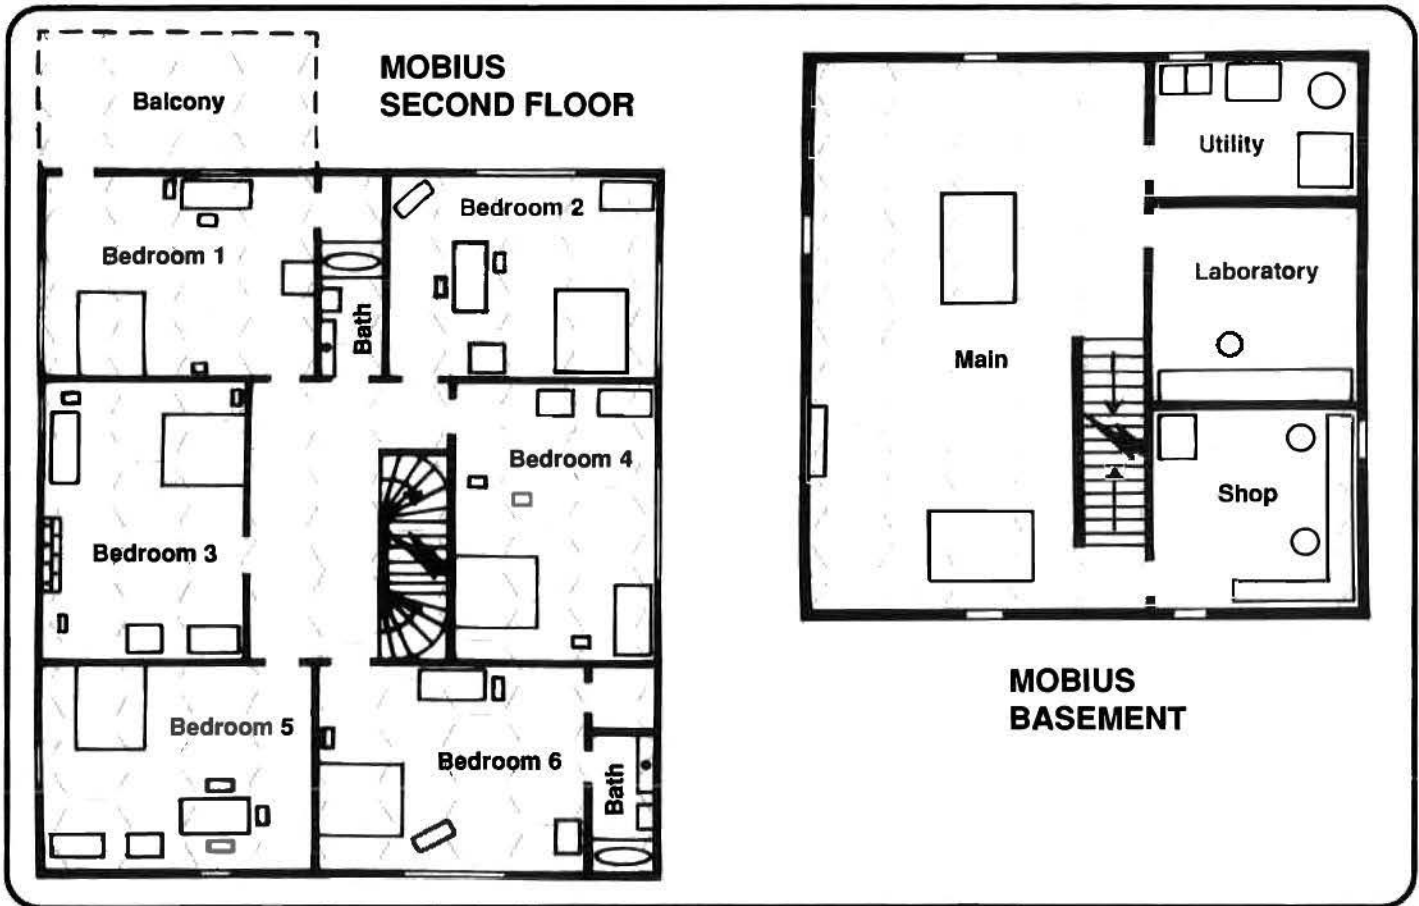 MOBIUS
SECOND FLOOR
Balcony
Bedroom 1
Bedroom 2
Bath
Bedroom 3
Bedroom 4
Bedroom 5
Bedroom 6
Bath
Utility
Laboratory
Main
Shop
MOBIUS
BASEMENT